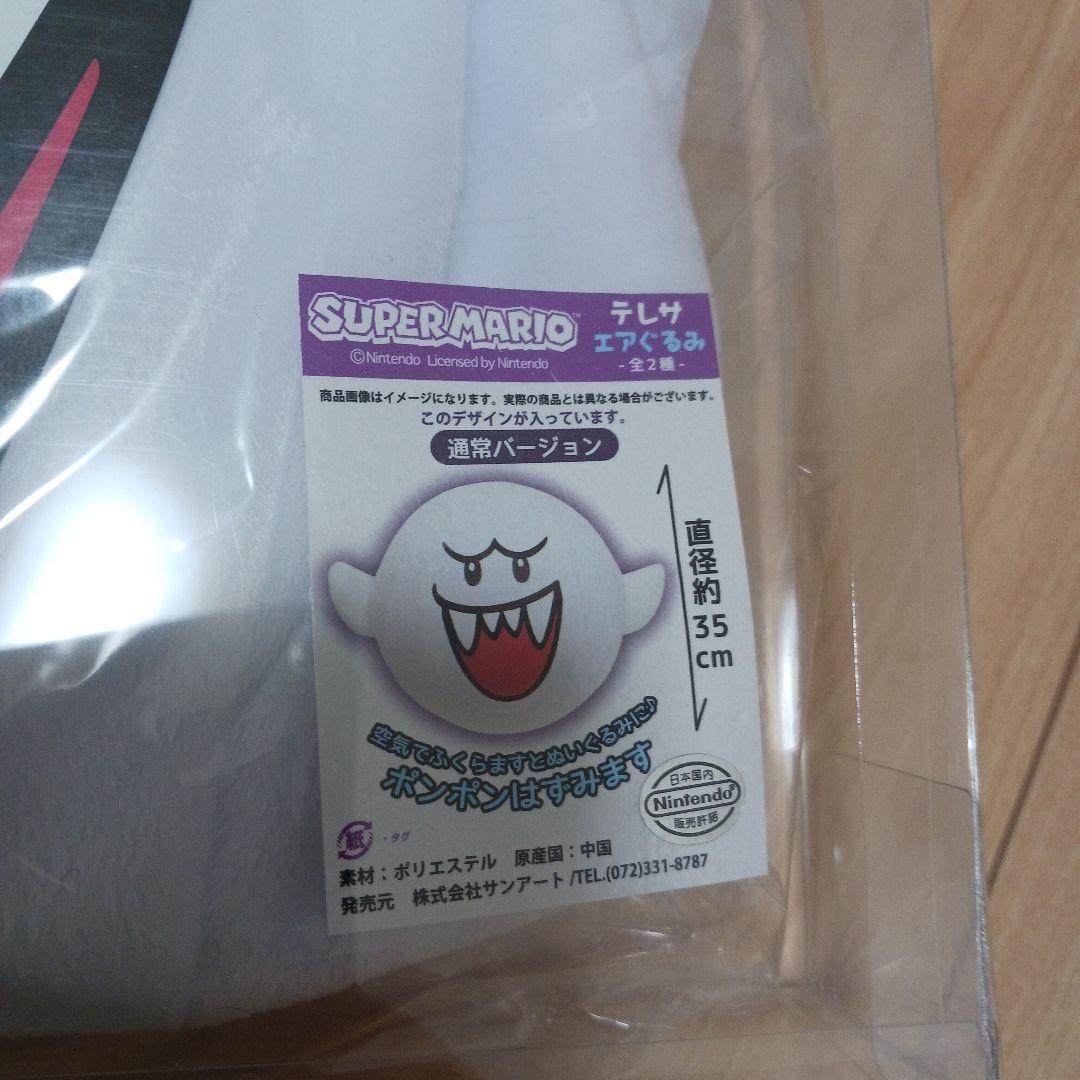 SUPER MARIO™
©Nintendo Licensed by Nintendo
テレサ
エアぐるみ
- 全2種 -
商品画像はイメージになります。実際の商品とは異なる場合がございます。
このデザインが入っています。
通常バージョン
直径約
35
cm
空気でふくらますとぬいぐるみに♪
ポンポンはずみます
日本国内
Nintendo®
販売許諾
紙 ・タグ
素材：ポリエステル 原産国：中国
発売元 株式会社サンアート/TEL.(072)331-8787